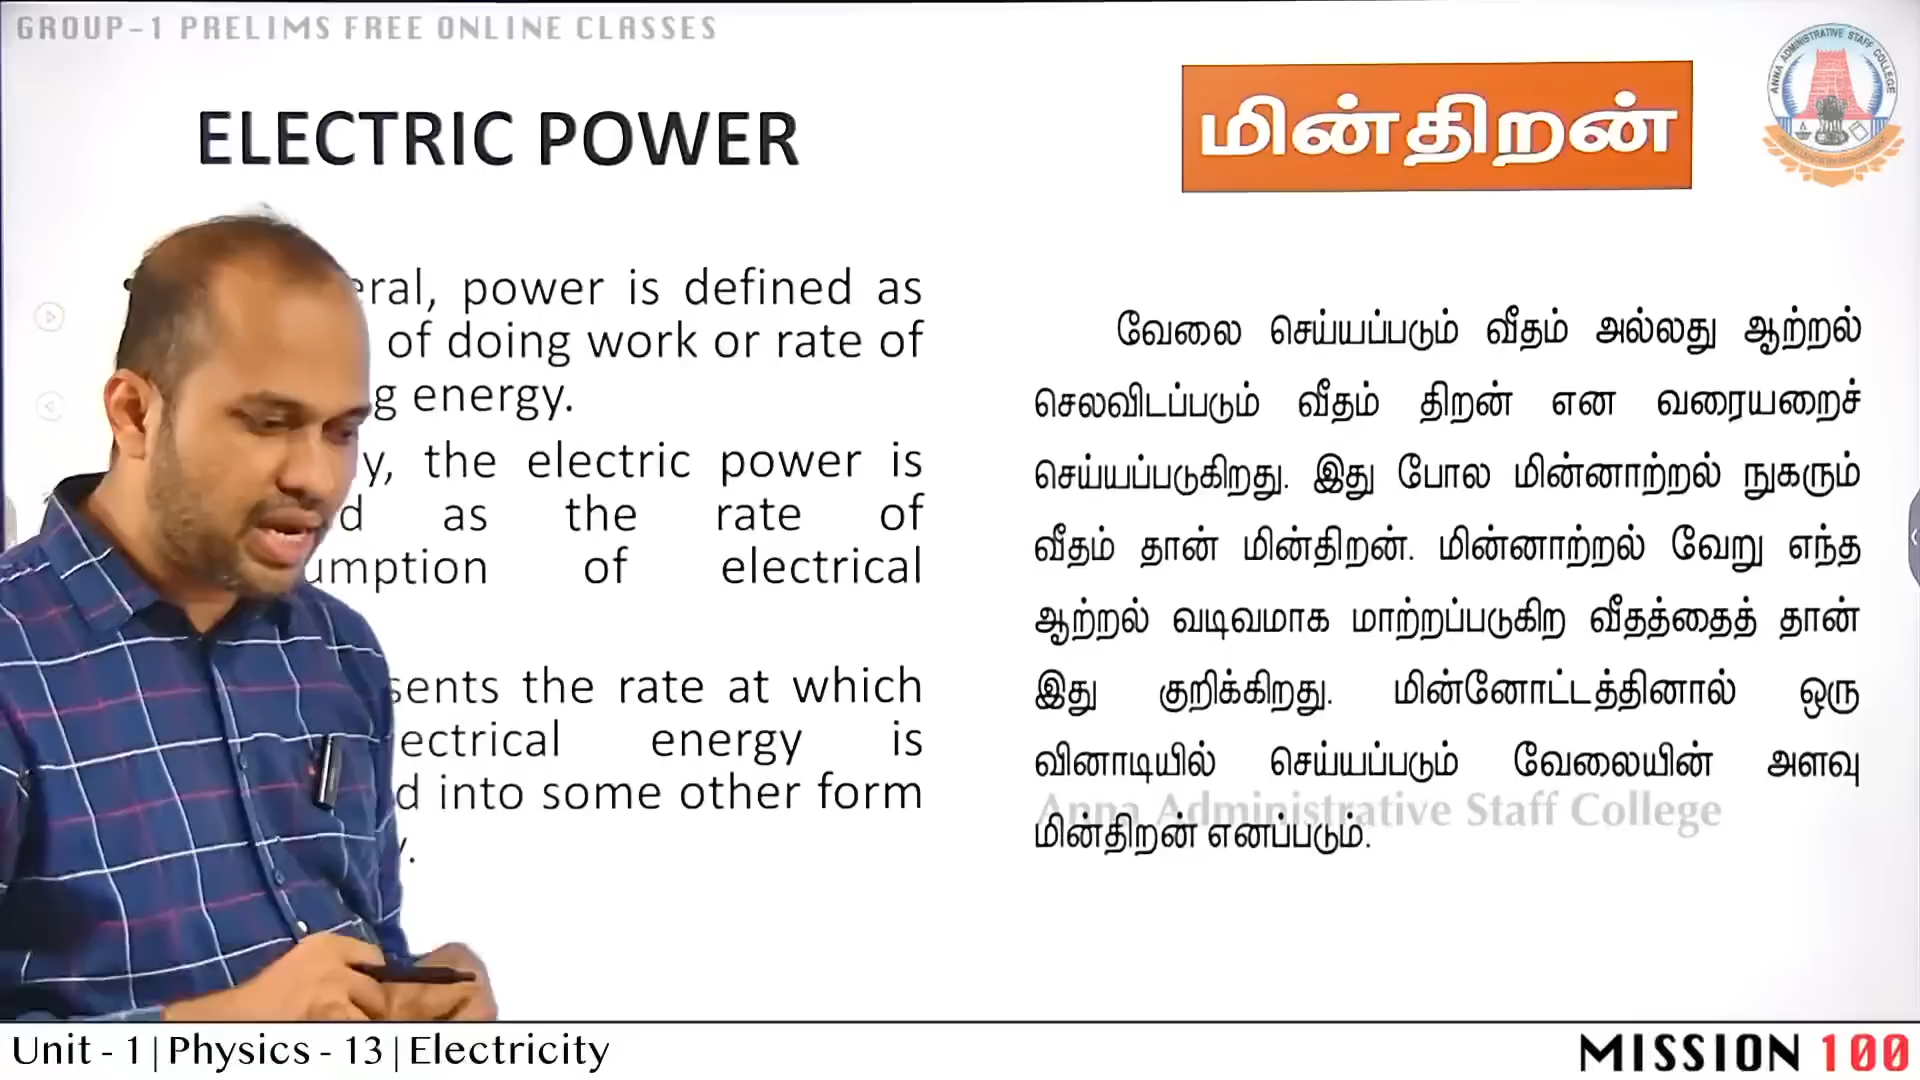 GROUP-1 PRELIMS FREE ONLINE CLASSES
ELECTRIC POWER
power is defined as
of doing work or rate of
energy.
the electric power is
as the rate of
of electrical
the rate at which
energy is
into some other form
மின்திறன்
ANNA ADMINISTRATIVE STAFF COLLEGE
வேலை செய்யப்படும் வீதம் அல்லது ஆற்றல்
செலவிடப்படும் வீதம் திறன் என வரையறைச்
செய்யப்படுகிறது. இது போல மின்னாற்றல் நுகரும்
வீதம் தான் மின்திறன். மின்னாற்றல் வேறு எந்த
ஆற்றல் வடிவமாக மாற்றப்படுகிற வீதத்தைத் தான்
இது குறிக்கிறது. மின்னோட்டத்தினால் ஒரு
வினாடியில் செய்யப்படும் வேலையின் அளவு
மின்திறன் எனப்படும்.
Anna Administrative Staff College
Unit - 1 | Physics - 13 | Electricity
MISSION 100